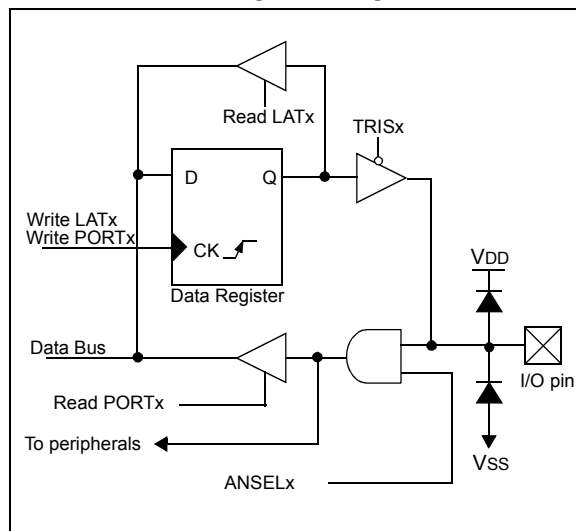 Read LATx
TRISx
D Q
Write LATx
Write PORTx
CK
VDD
Data Register
Data Bus
I/O pin
Read PORTx
To peripherals
VSS
ANSELx